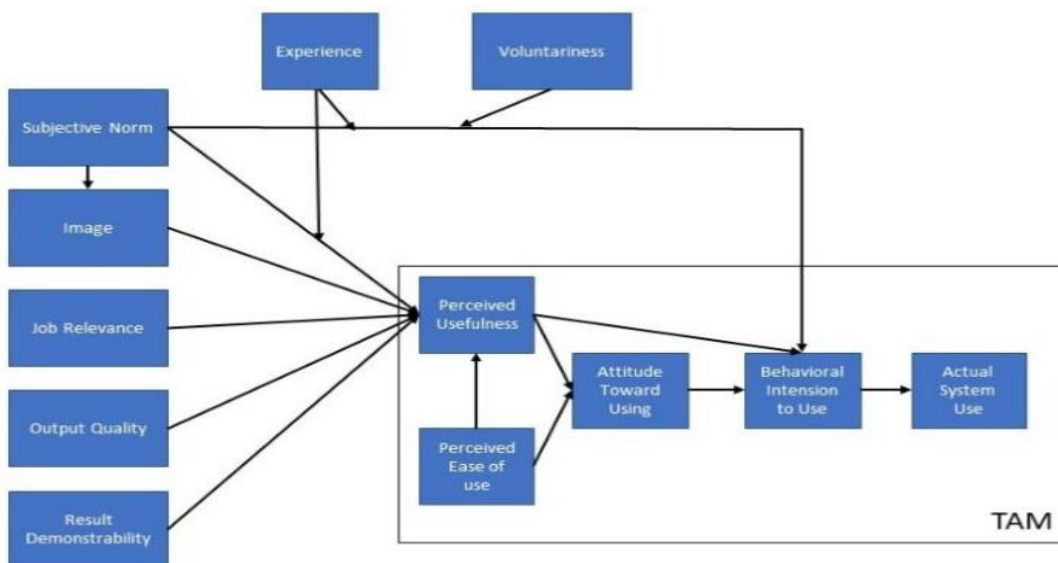 Experience
Voluntariness
Subjective Norm
Image
Job Relevance
Output Quality
Result
Demonstrability
Perceived
Usefulness
Perceived
Ease of
use
Attitude
Toward
Using
Behavioral
Intension
to Use
Actual
System
Use
TAM